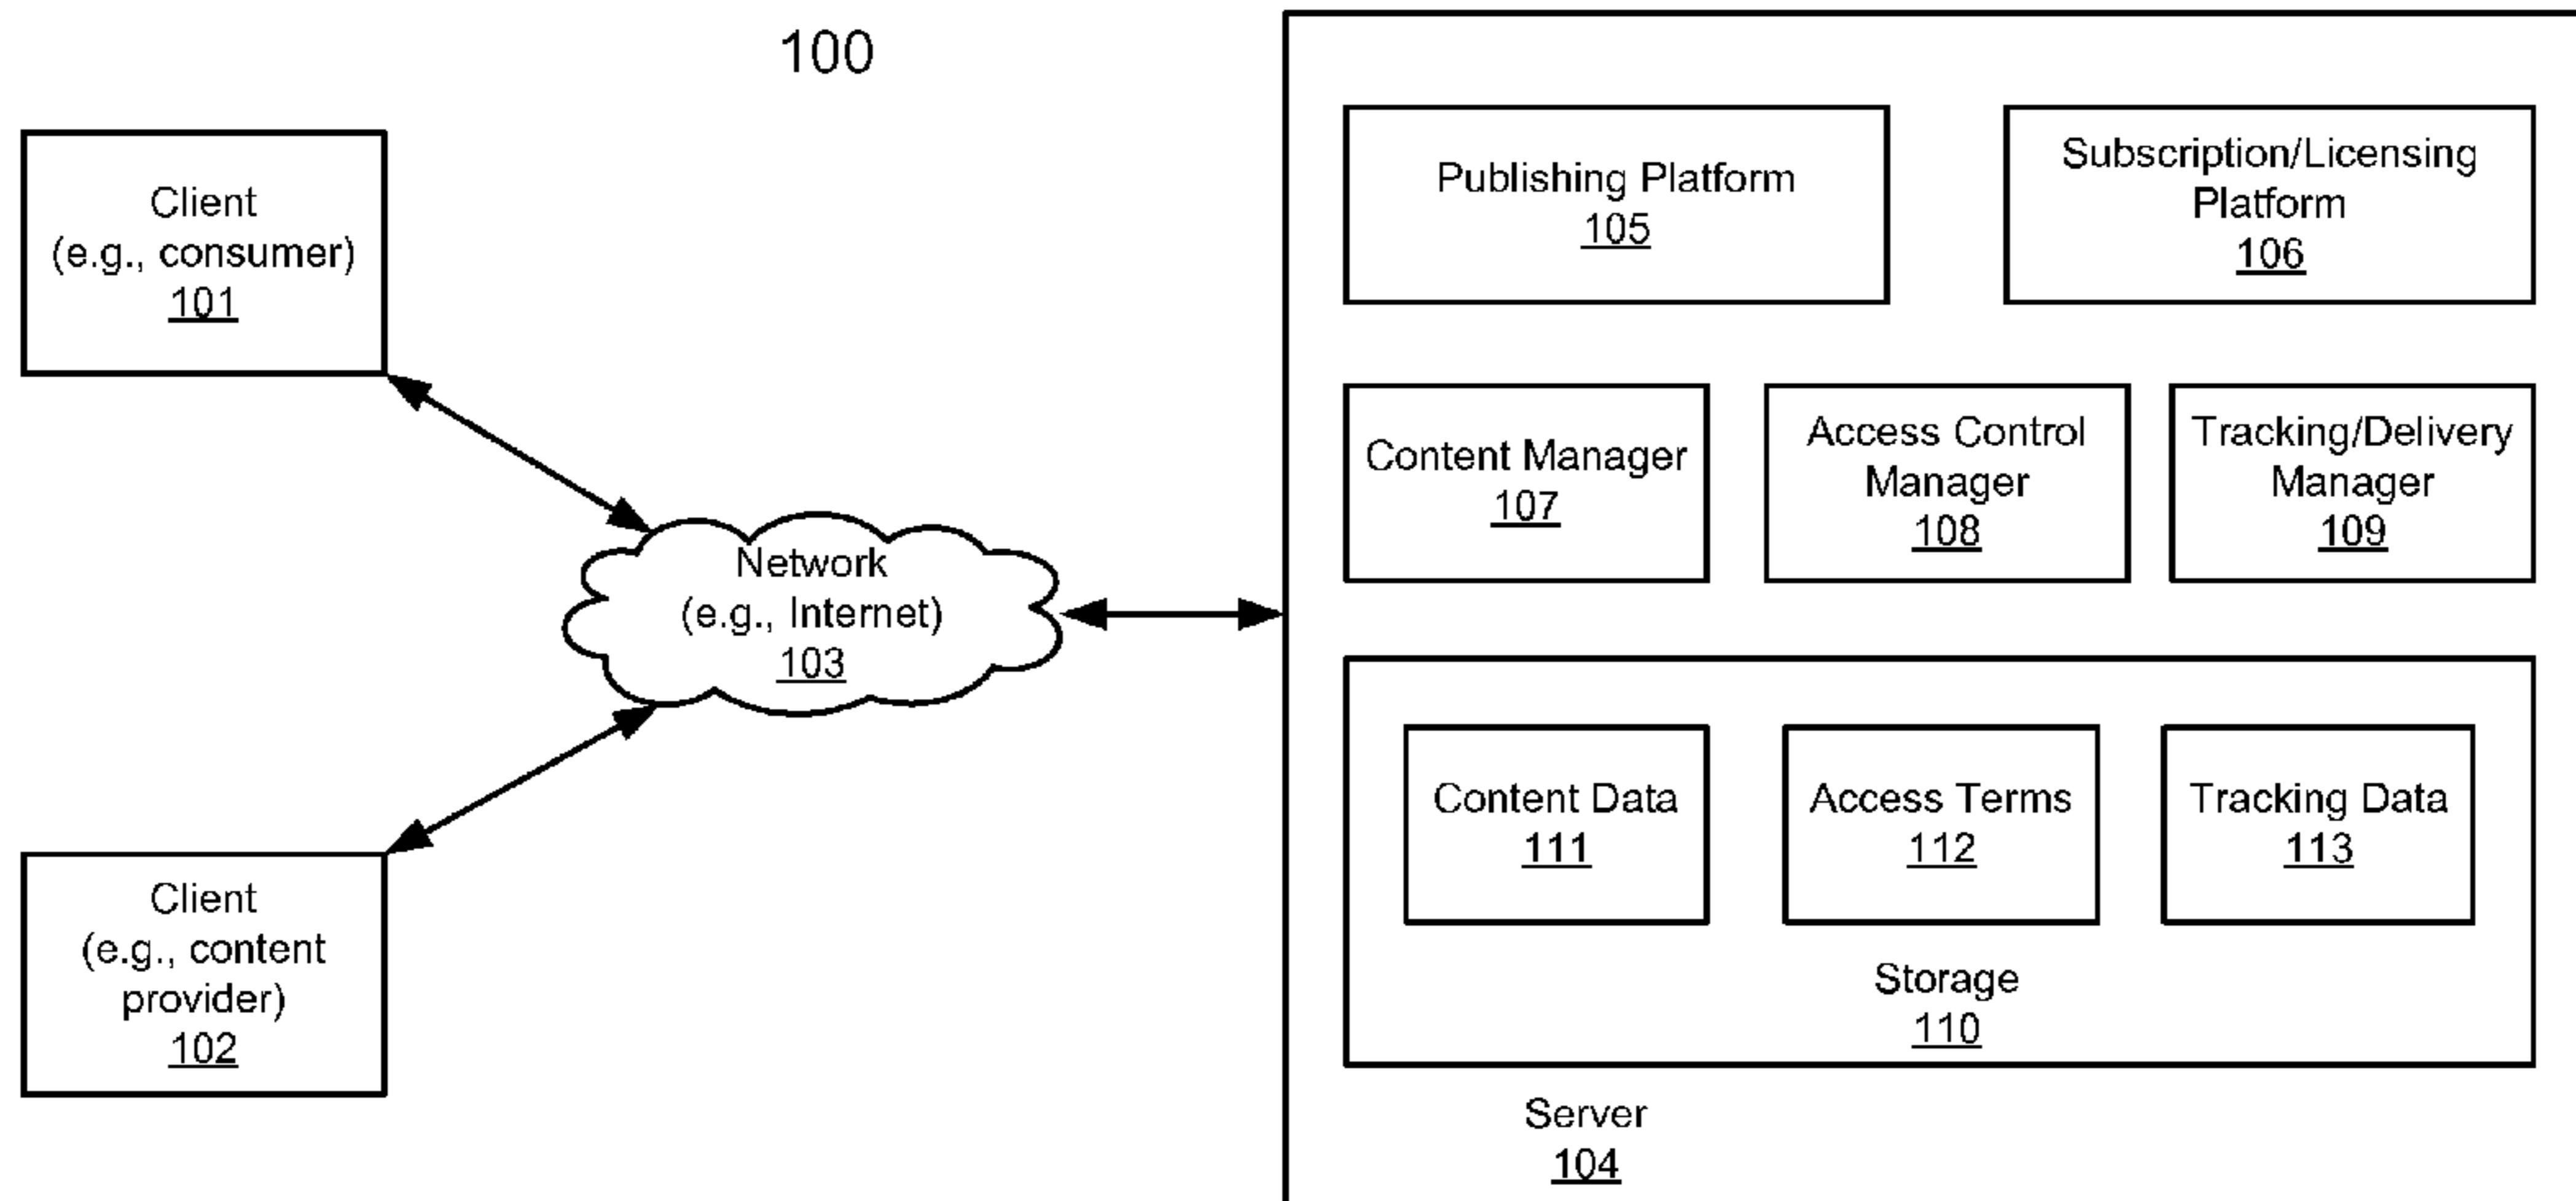 100
Client
(e.g., consumer)
101
Client
(e.g., content
provider)
102
Network
(e.g., Internet)
103
Publishing Platform
105
Subscription/Licensing
Platform
106
Content Manager
107
Access Control
Manager
108
Tracking/Delivery
Manager
109
Content Data
111
Access Terms
112
Tracking Data
113
Storage
110
Server
104